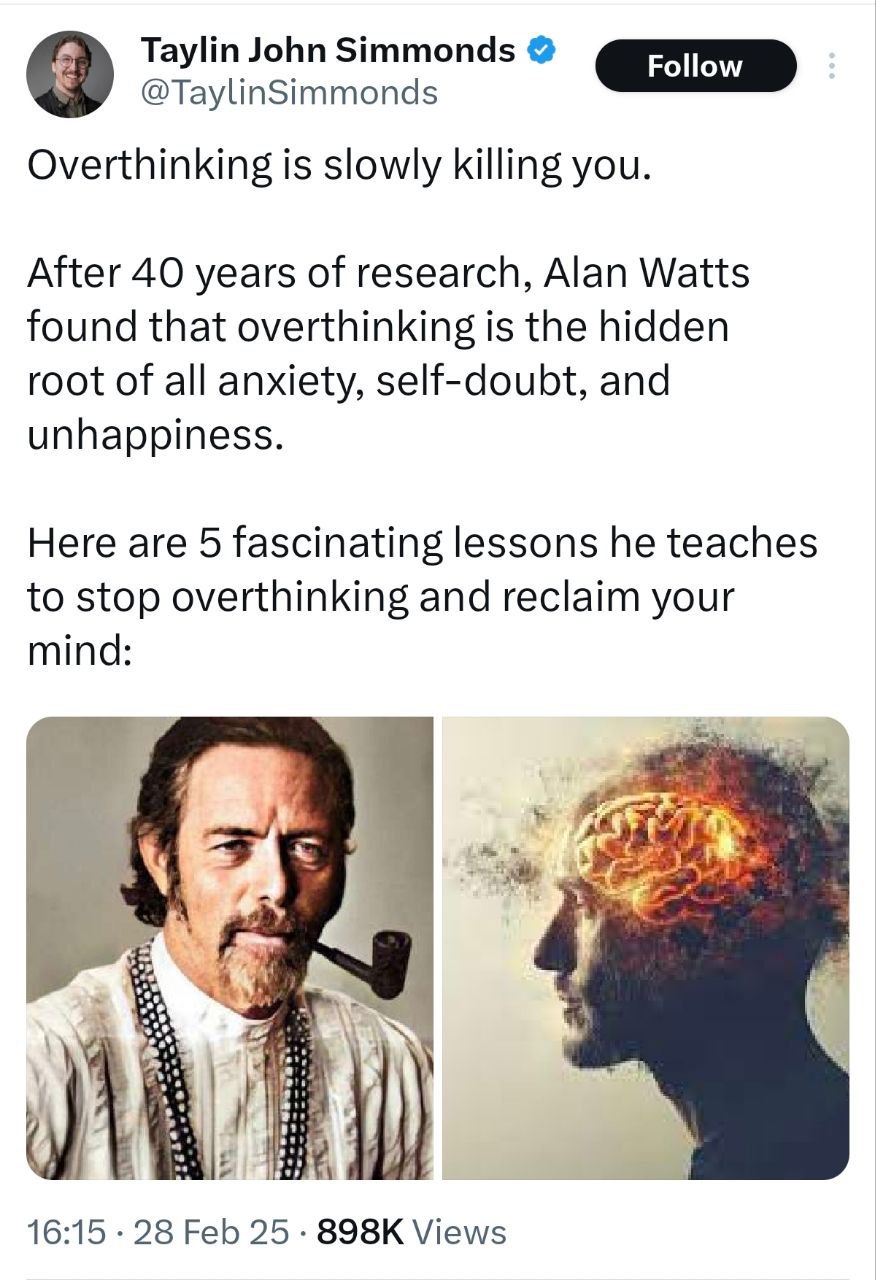 Taylin John Simmonds
Follow
@TaylinSimmonds
Overthinking is slowly killing you.
After 40 years of research, Alan Watts
found that overthinking is the hidden
root of all anxiety, self-doubt, and
unhappiness.
Here are 5 fascinating lessons he teaches
to stop overthinking and reclaim your
mind:
16:15 · 28 Feb 25 · 898K Views